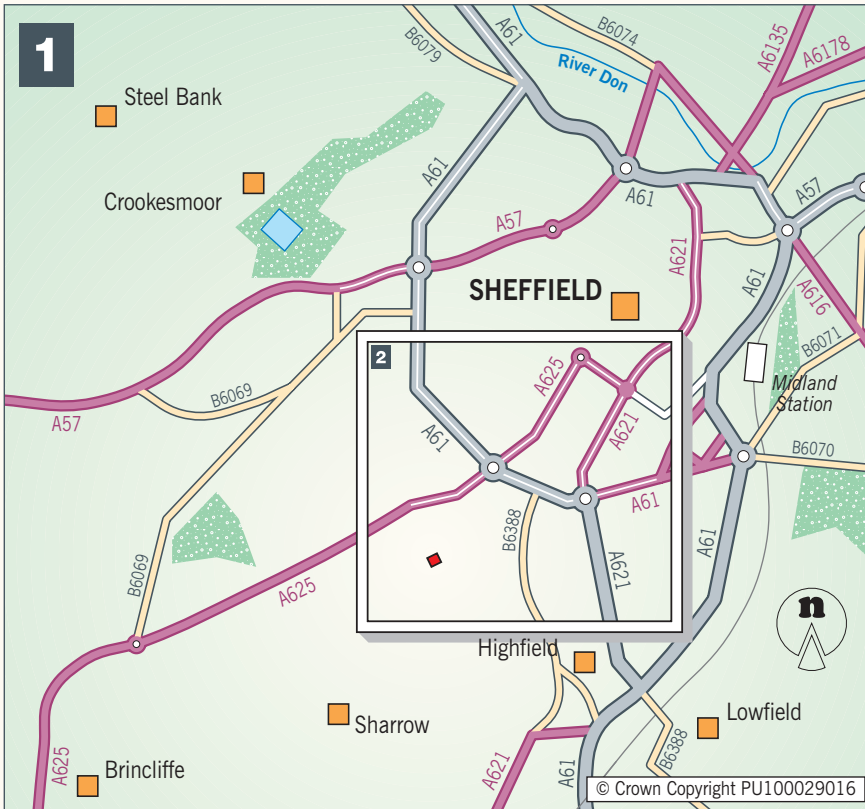 1
A61
B6079
B6074
River Don
A6135
A6178
Steel Bank
Crookesmoor
A61
A57
A61
A621
A57
A61
A616
SHEFFIELD
B6071
Midland
Station
2
A625
A621
B6069
A57
A61
B6070
A61
B6388
A61
A621
B6069
A625
n
Highfield
Sharrow
Lowfield
A625
Brincliffe
A621
A61
B6388
© Crown Copyright PU100029016